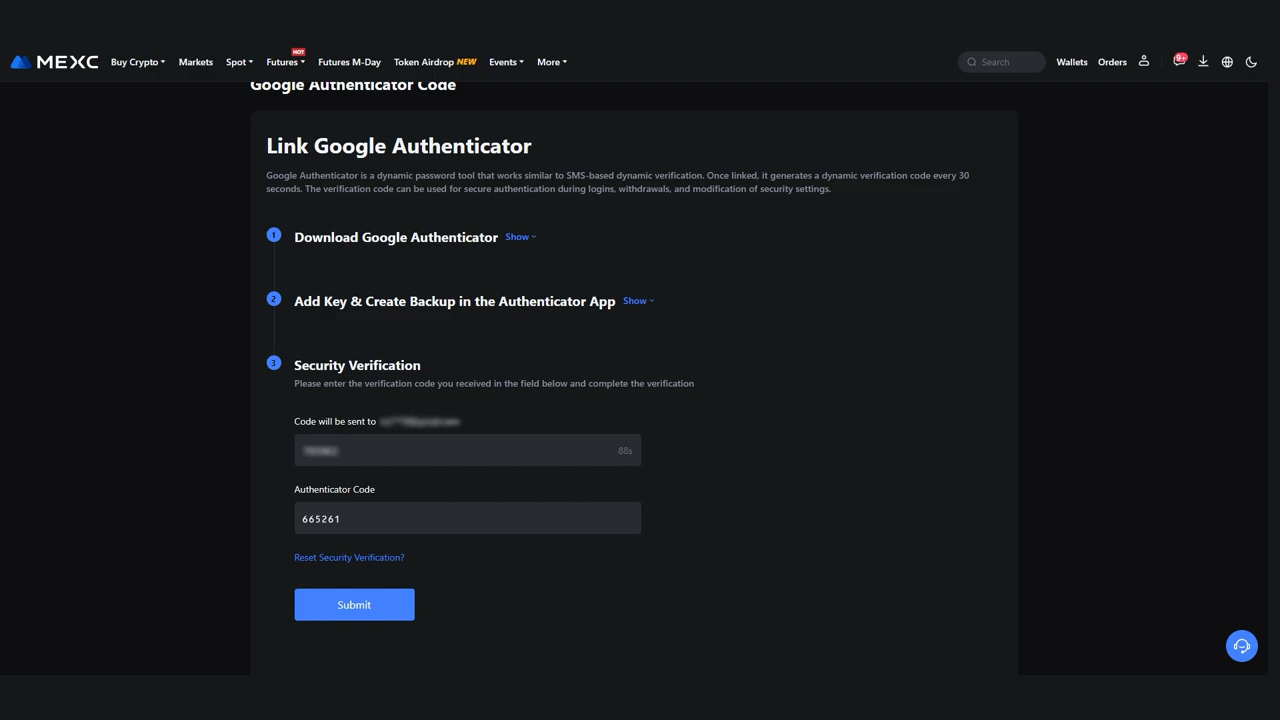 MEXC Buy Crypto Markets Spot Futures HOT Futures M-Day Token Airdrop NEW Events More Search Wallets Orders 9+
Google Authenticator Code
Link Google Authenticator
Google Authenticator is a dynamic password tool that works similar to SMS-based dynamic verification. Once linked, it generates a dynamic verification code every 30
seconds. The verification code can be used for secure authentication during logins, withdrawals, and modification of security settings.
1 Download Google Authenticator Show
2 Add Key & Create Backup in the Authenticator App Show
3 Security Verification
Please enter the verification code you received in the field below and complete the verification
Code will be sent to
88s
Authenticator Code
665261
Reset Security Verification?
Submit